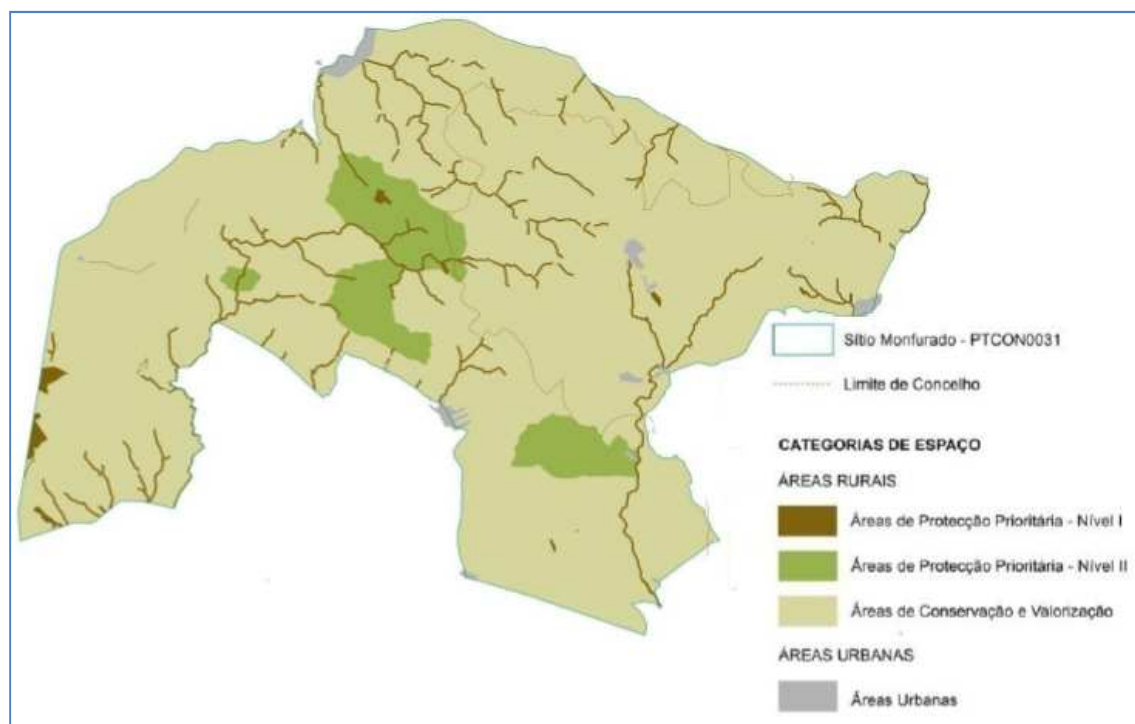 Sítio Monfurado - PTCON0031
Limite de Concelho
CATEGORIAS DE ESPAÇO
ÁREAS RURAIS
Áreas de Protecção Prioritária - Nível I
Áreas de Protecção Prioritária - Nível II
Áreas de Conservação e Valorização
ÁREAS URBANAS
Áreas Urbanas